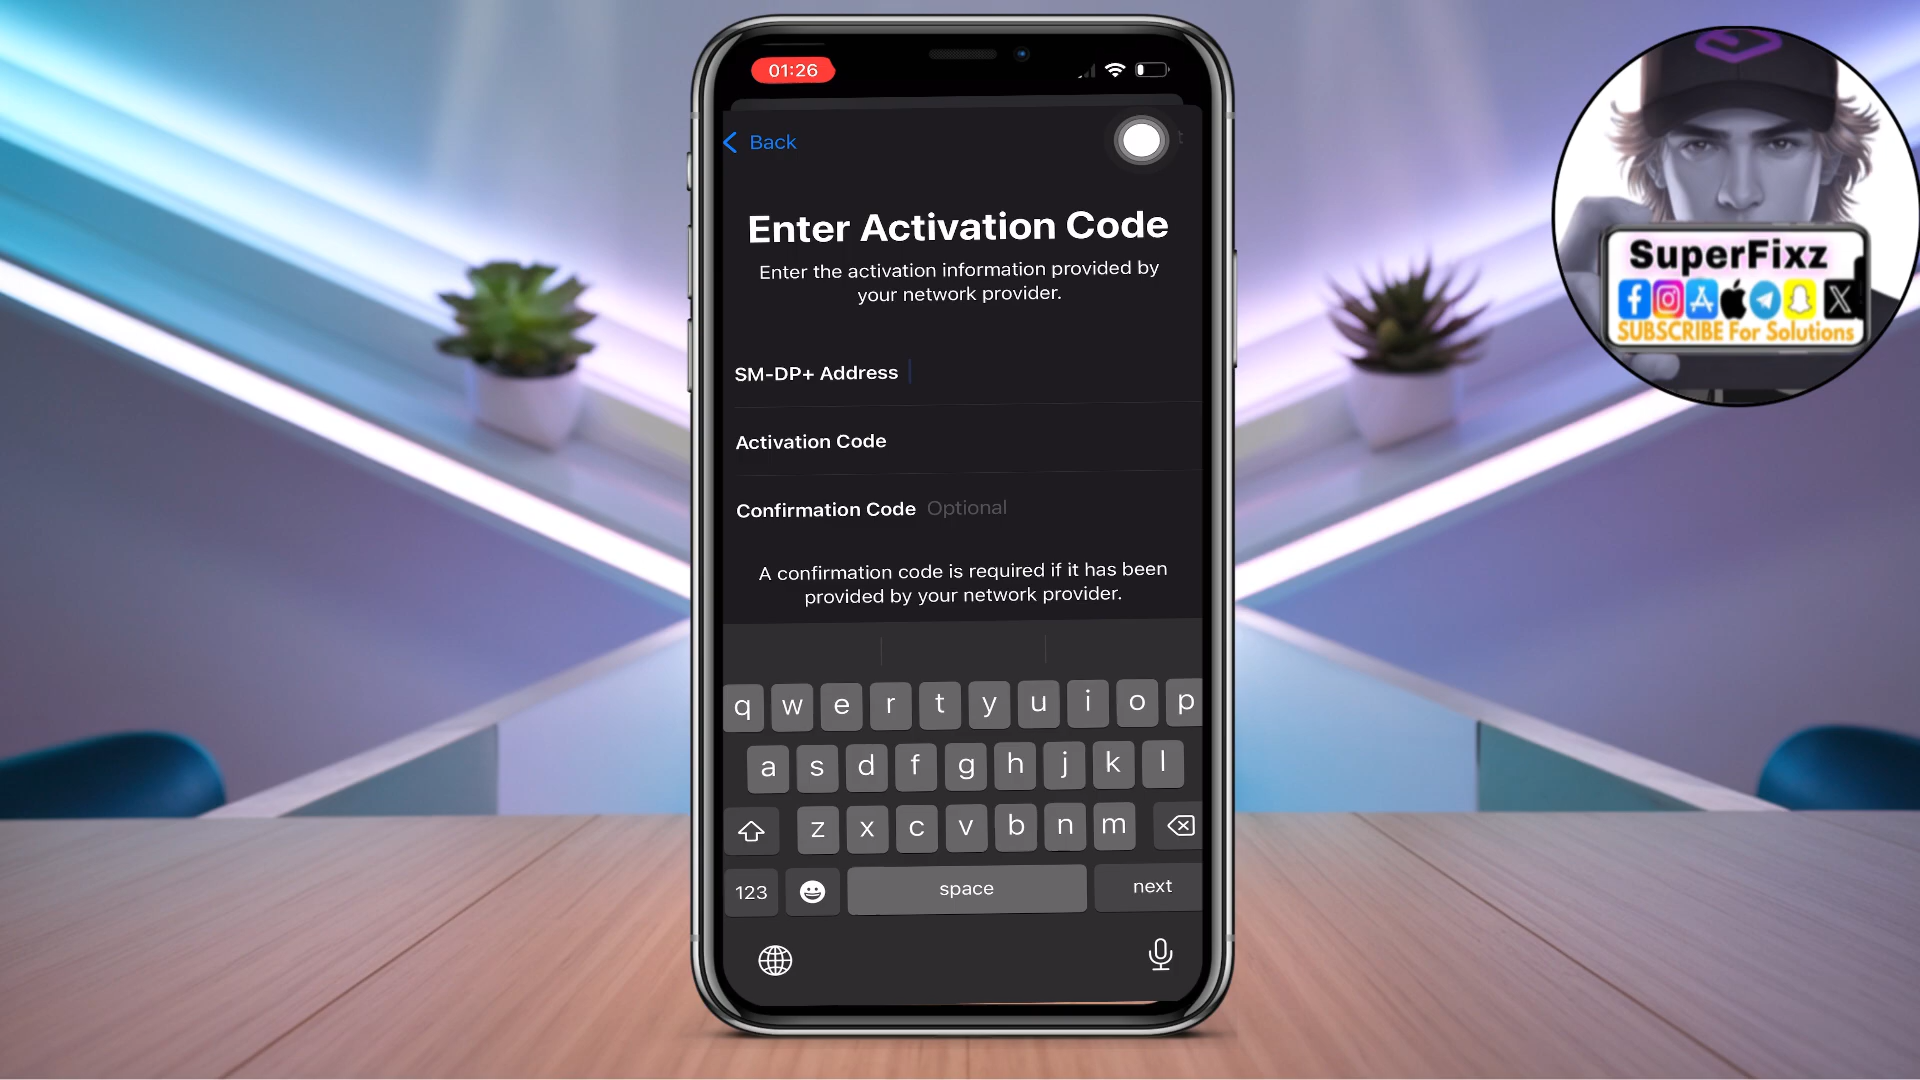 01:26
Back
Enter Activation Code
Enter the activation information provided by
your network provider.
SM-DP+ Address
Activation Code
Confirmation Code Optional
A confirmation code is required if it has been
provided by your network provider.
q w e r t y u i o p
a s d f g h j k l
z x c v b n m
123 space next
SuperFixz
SUBSCRIBE For Solutions